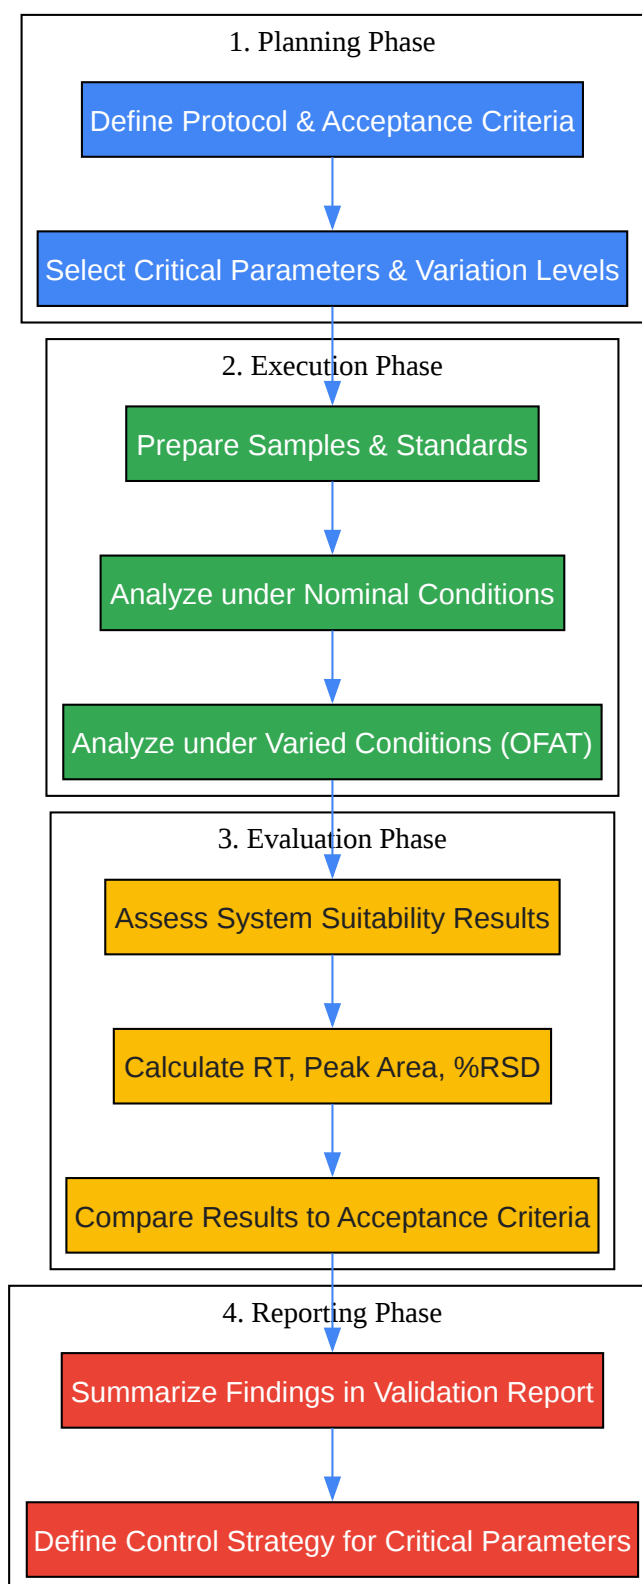 1. Planning Phase
Define Protocol & Acceptance Criteria
Select Critical Parameters & Variation Levels
2. Execution Phase
Prepare Samples & Standards
Analyze under Nominal Conditions
Analyze under Varied Conditions (OFAT)
3. Evaluation Phase
Assess System Suitability Results
Calculate RT, Peak Area, %RSD
Compare Results to Acceptance Criteria
4. Reporting Phase
Summarize Findings in Validation Report
Define Control Strategy for Critical Parameters